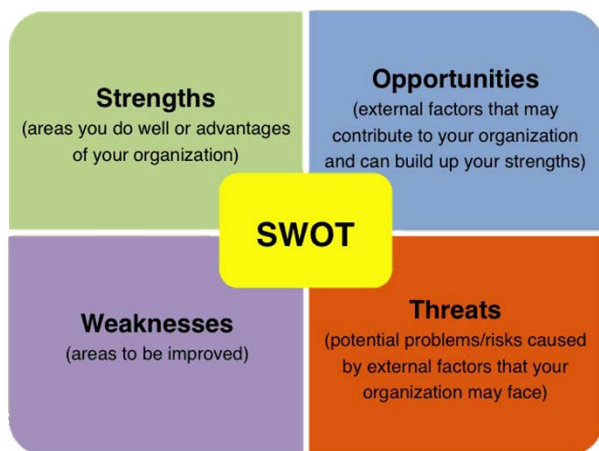 Strengths
(areas you do well or advantages
of your organization)
Opportunities
(external factors that may
contribute to your organization
and can build up your strengths)
SWOT
Weaknesses
(areas to be improved)
Threats
(potential problems/risks caused
by external factors that your
organization may face)